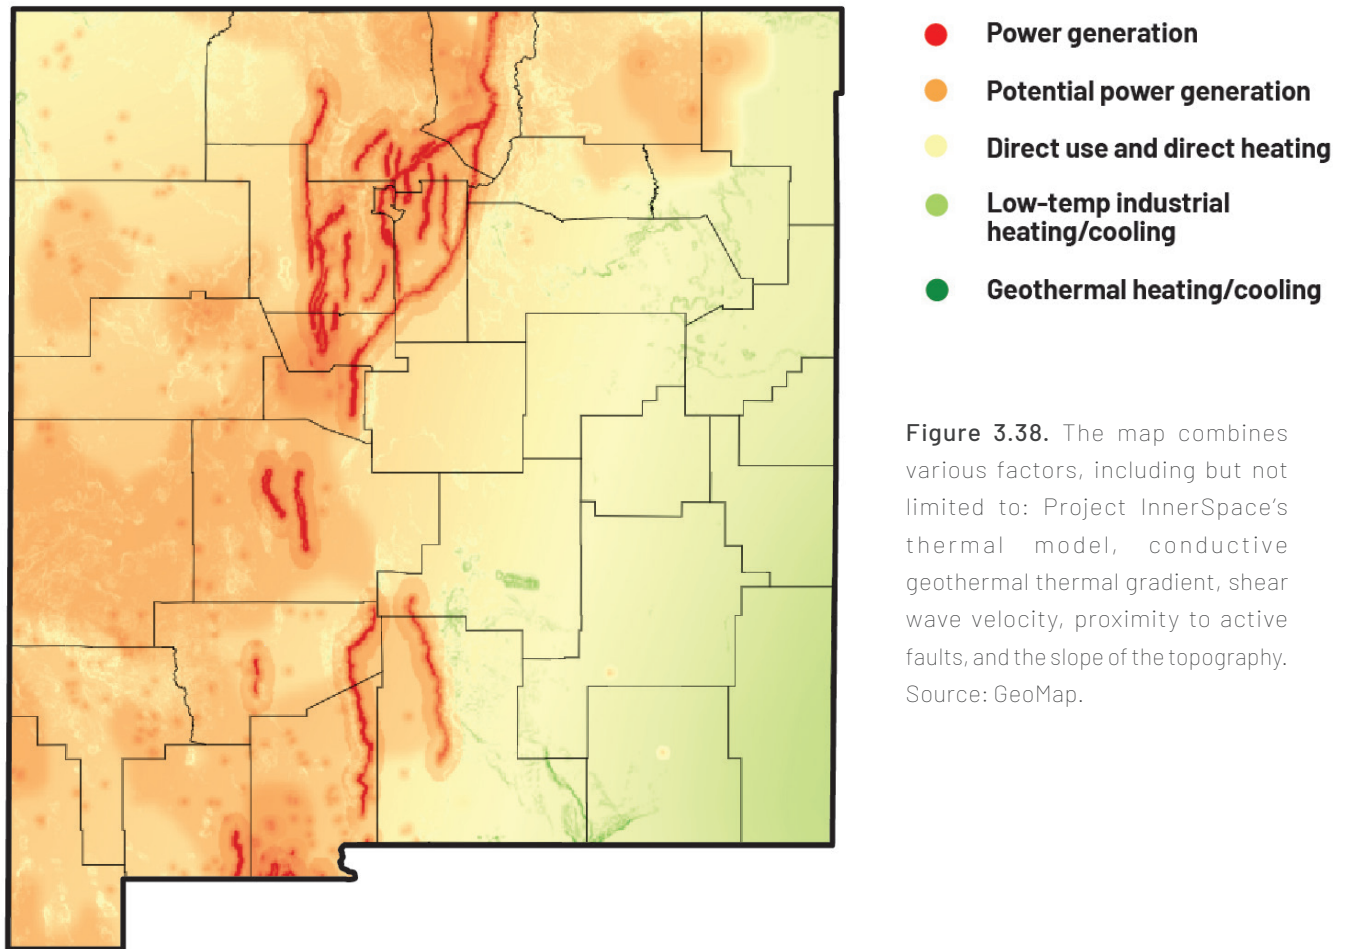 Power generation
Potential power generation
Direct use and direct heating
Low-temp industrial
heating/cooling
Geothermal heating/cooling
Figure 3.38. The map combines
various factors, including but not
limited to: Project InnerSpace’s
thermal model, conductive
geothermal thermal gradient, shear
wave velocity, proximity to active
faults, and the slope of the topography.
Source: GeoMap.